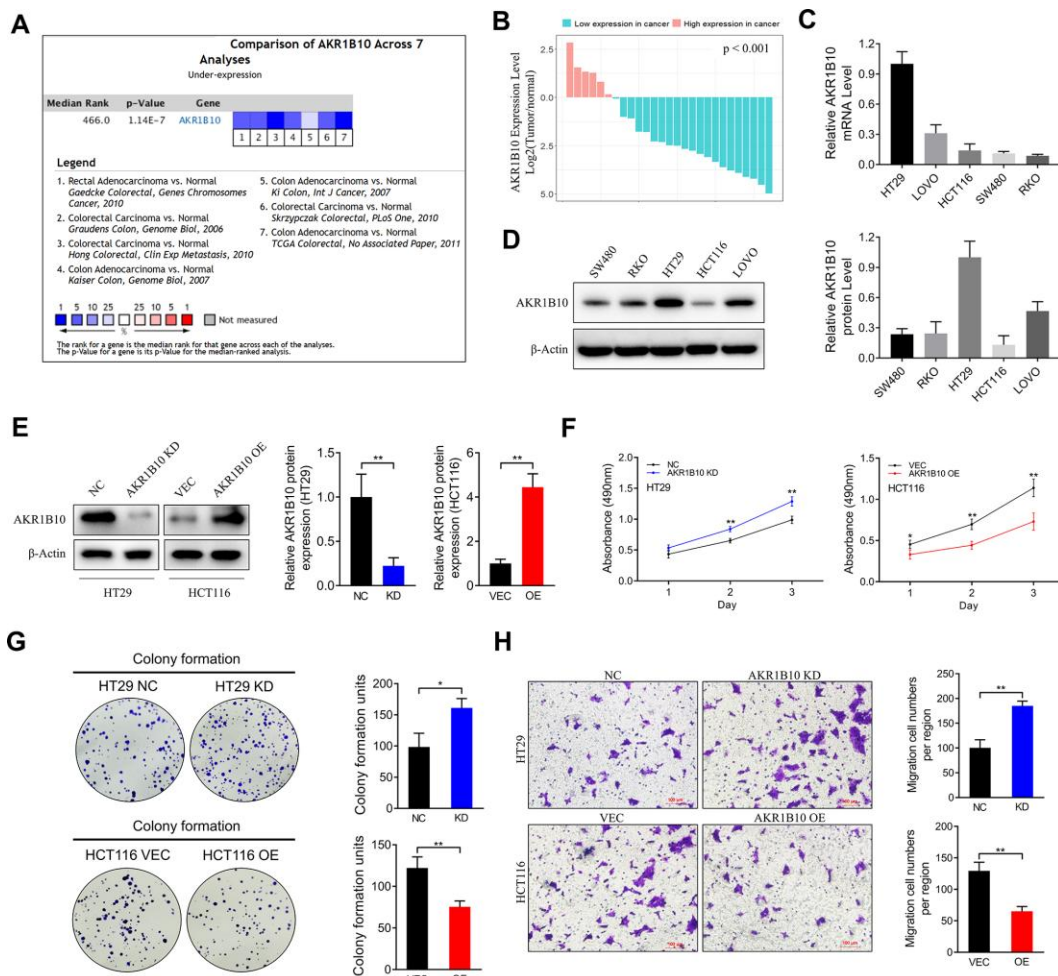 A
Comparison of AKR1B10 Across 7
Analyses
Under-expression
Median Rank p-Value Gene
466.0 1.14E-7 AKR1B10
1 2 3 4 5 6 7
Legend
1. Rectal Adenocarcinoma vs. Normal
Gaedcke Colorectal, Genes Chromosomes
Cancer, 2010
2. Colorectal Carcinoma vs. Normal
Graudens Colon, Genome Biol, 2006
3. Colorectal Carcinoma vs. Normal
Hong Colorectal, Clin Exp Metastasis, 2010
4. Colon Adenocarcinoma vs. Normal
Kaiser Colon, Genome Biol, 2007
5. Colon Adenocarcinoma vs. Normal
Ki Colon, Int J Cancer, 2007
6. Colorectal Carcinoma vs. Normal
Skrzypczak Colorectal, PLoS One, 2010
7. Colon Adenocarcinoma vs. Normal
TCGA Colorectal, No Associated Paper, 2011
1 5 10 25 25 10 5 1
%
Not measured
The rank for a gene is the median rank for that gene across each of the analyses.
The p-Value for a gene is its p-Value for the median-ranked analysis.
B
Low expression in cancer High expression in cancer
p < 0.001
AKR1B10 Expression Level
Log2(Tumor/normal)
2.5
0.0
2.5
5.0
C
Relative AKR1B10
mRNA Level
1.2
0.9
0.6
0.3
0.0
HT29 LOVO HCT116 SW480 RKO
D
SW480 RKO HT29 HCT116 LOVO
AKR1B10
β-Actin
Relative AKR1B10
protein Level
1.2
0.9
0.6
0.3
0.0
SW480 RKO HT29 HCT116 LOVO
E
NC AKR1B10 KD VEC AKR1B10 OE
AKR1B10
β-Actin
HT29 HCT116
Relative AKR1B10 protein
expression (HT29)
1.5
1.0
0.5
0.0
**
NC KD
Relative AKR1B10 protein
expression (HCT116)
6
4
2
0
**
VEC OE
F
Absorbance (490nm)
2.0
1.5
1.0
0.5
0.0
NC
AKR1B10 KD
HT29
** **
1 2 3
Day
Absorbance (490nm)
1.5
1.0
0.5
0.0
VEC
AKR1B10 OE
HCT116
* ** **
1 2 3
Day
G
Colony formation
HT29 NC HT29 KD
Colony formation units
200
150
100
50
0
*
NC KD
Colony formation
HCT116 VEC HCT116 OE
Colony formation units
150
100
50
0
**
H
NC AKR1B10 KD
HT29
100 μm
VEC AKR1B10 OE
HCT116
100 μm 100 μm
Migration cell numbers
per region
250
200
150
100
50
0
**
NC KD
Migration cell numbers
per region
150
100
50
0
**
VEC OE